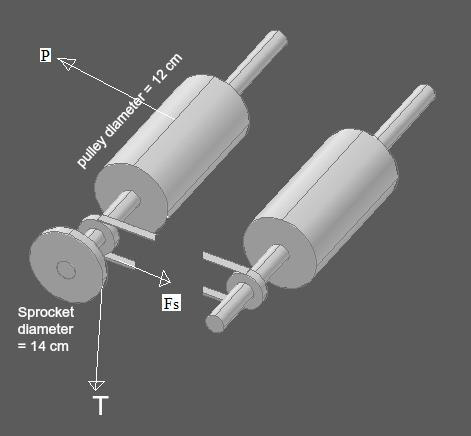 P
pulley diameter = 12 cm
Fs
Sprocket
diameter
= 14 cm
T